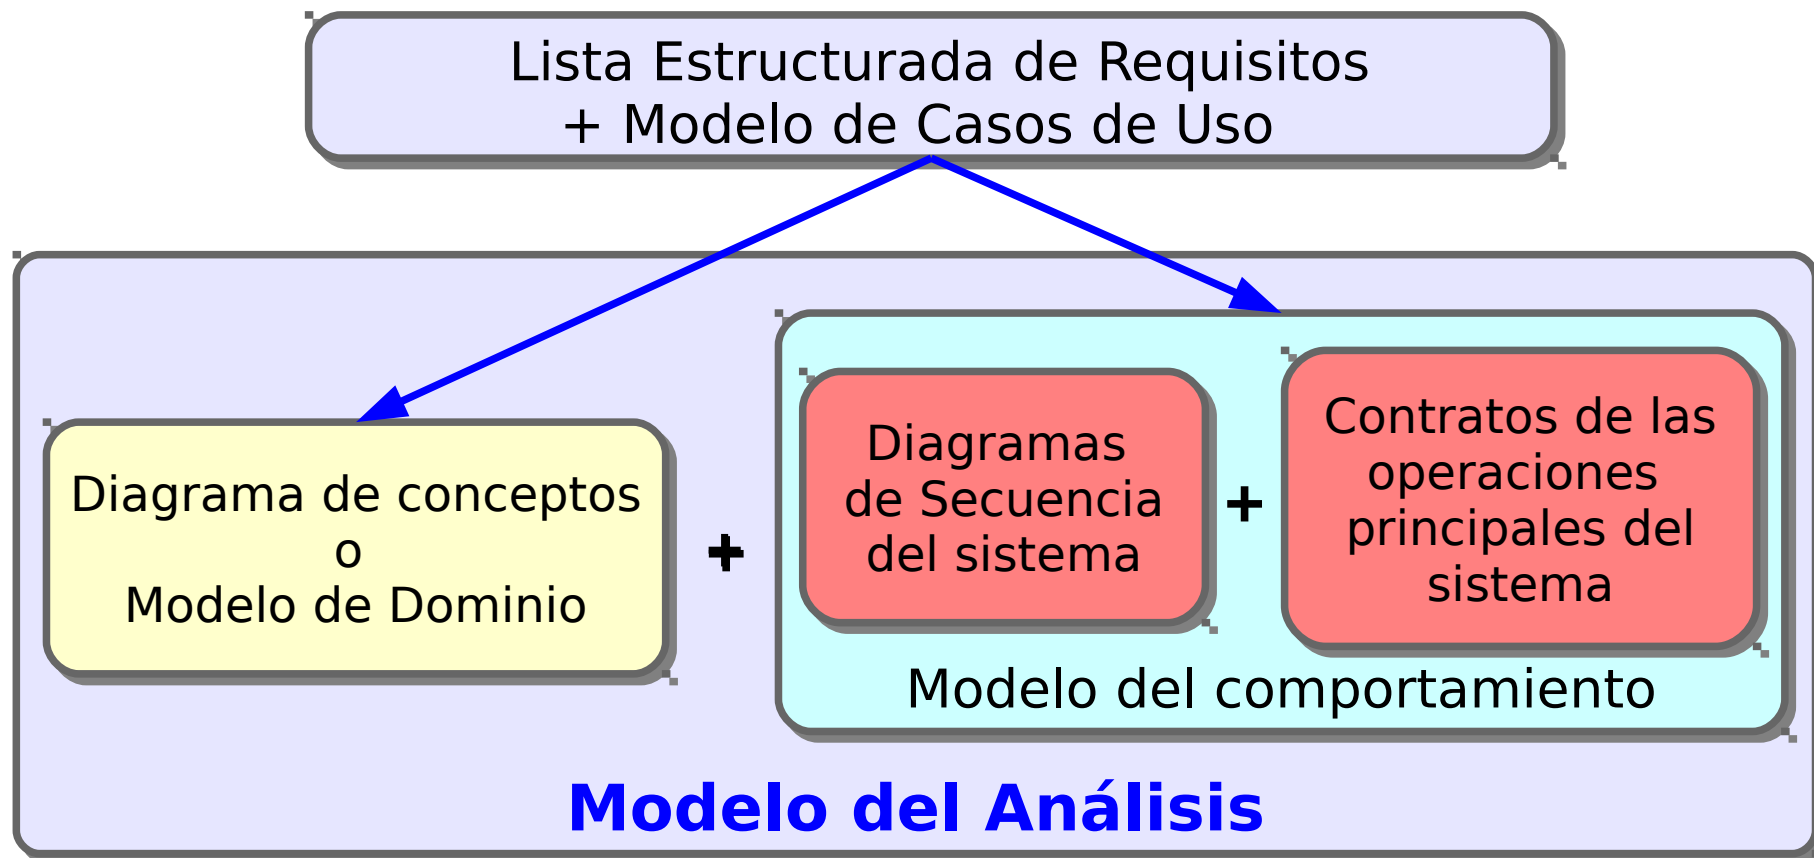 Lista Estructurada de Requisitos
+ Modelo de Casos de Uso
Diagrama de conceptos
o
Modelo de Dominio
+
Diagramas
de Secuencia
del sistema
+
Contratos de las
operaciones
principales del
sistema
Modelo del comportamiento
Modelo del Análisis